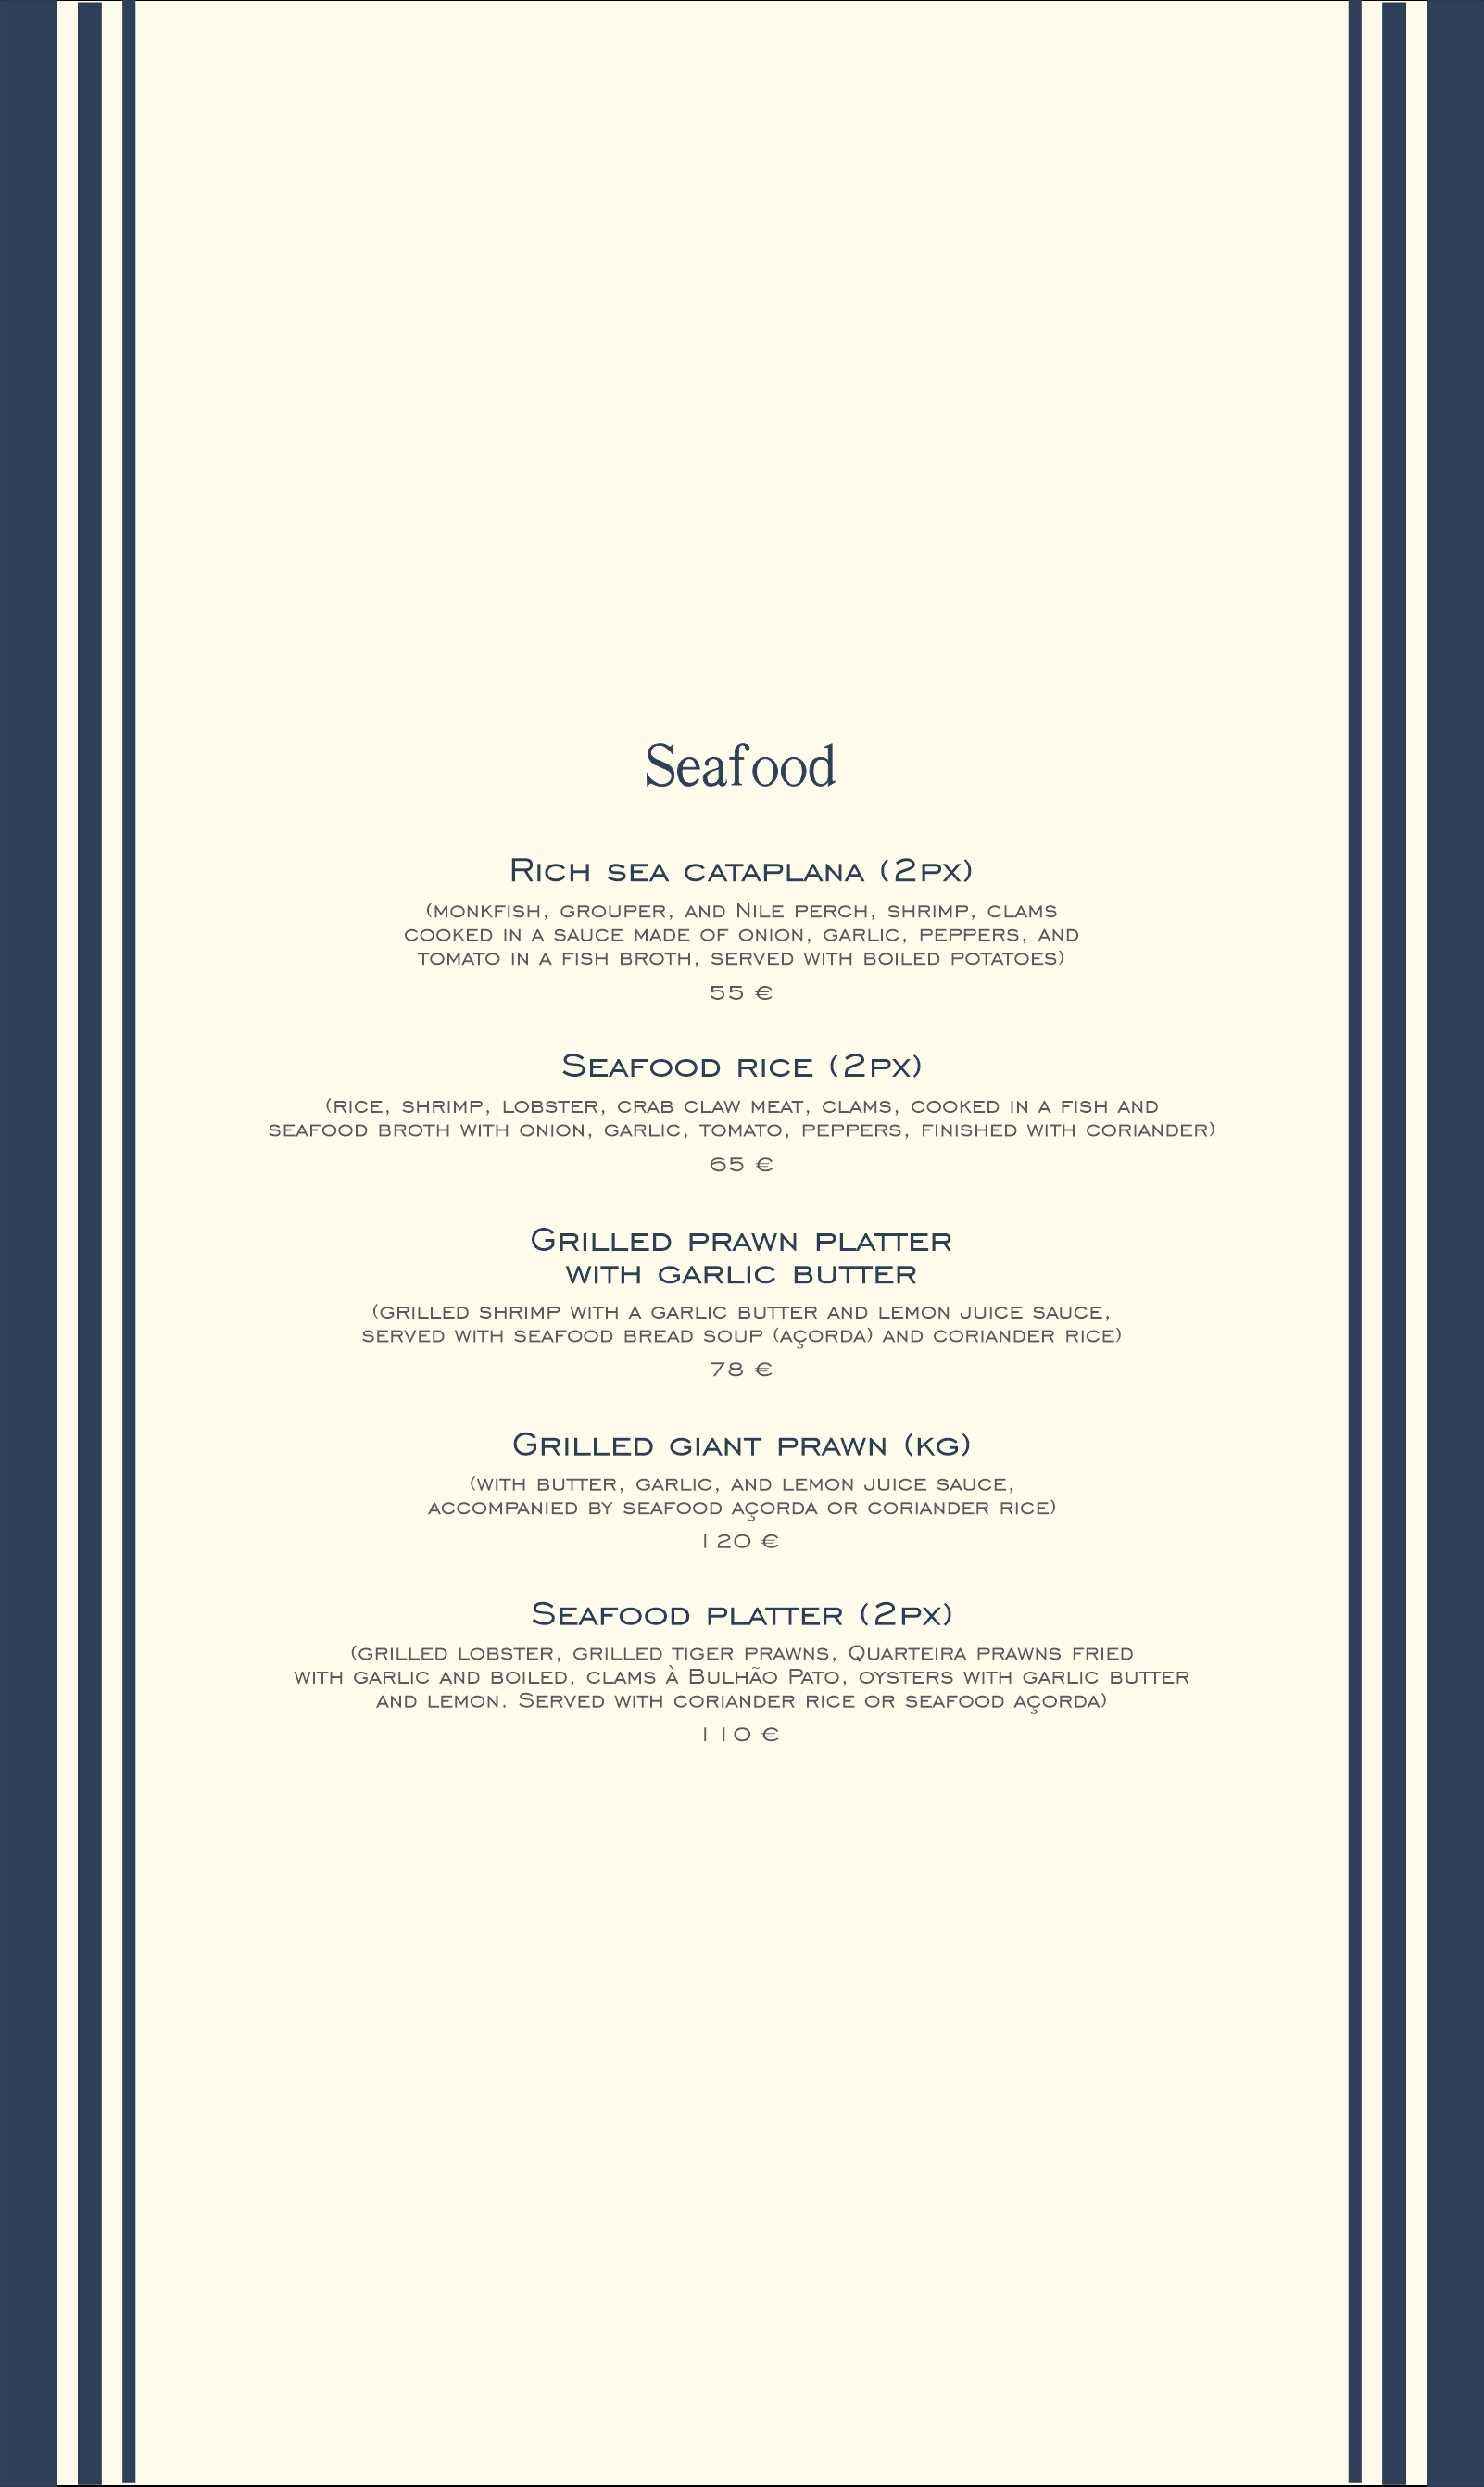 Seafood
Rich sea cataplana (2px)
(monkfish, grouper, and Nile perch, shrimp, clams
cooked in a sauce made of onion, garlic, peppers, and
tomato in a fish broth, served with boiled potatoes)
55 €
Seafood rice (2px)
(rice, shrimp, lobster, crab claw meat, clams, cooked in a fish and
seafood broth with onion, garlic, tomato, peppers, finished with coriander)
65 €
Grilled prawn platter
with garlic butter
(grilled shrimp with a garlic butter and lemon juice sauce,
served with seafood bread soup (açorda) and coriander rice)
78 €
Grilled giant prawn (kg)
(with butter, garlic, and lemon juice sauce,
accompanied by seafood açorda or coriander rice)
120 €
Seafood platter (2px)
(grilled lobster, grilled tiger prawns, Quarteira prawns fried
with garlic and boiled, clams à Bulhão Pato, oysters with garlic butter
and lemon. Served with coriander rice or seafood açorda)
110 €